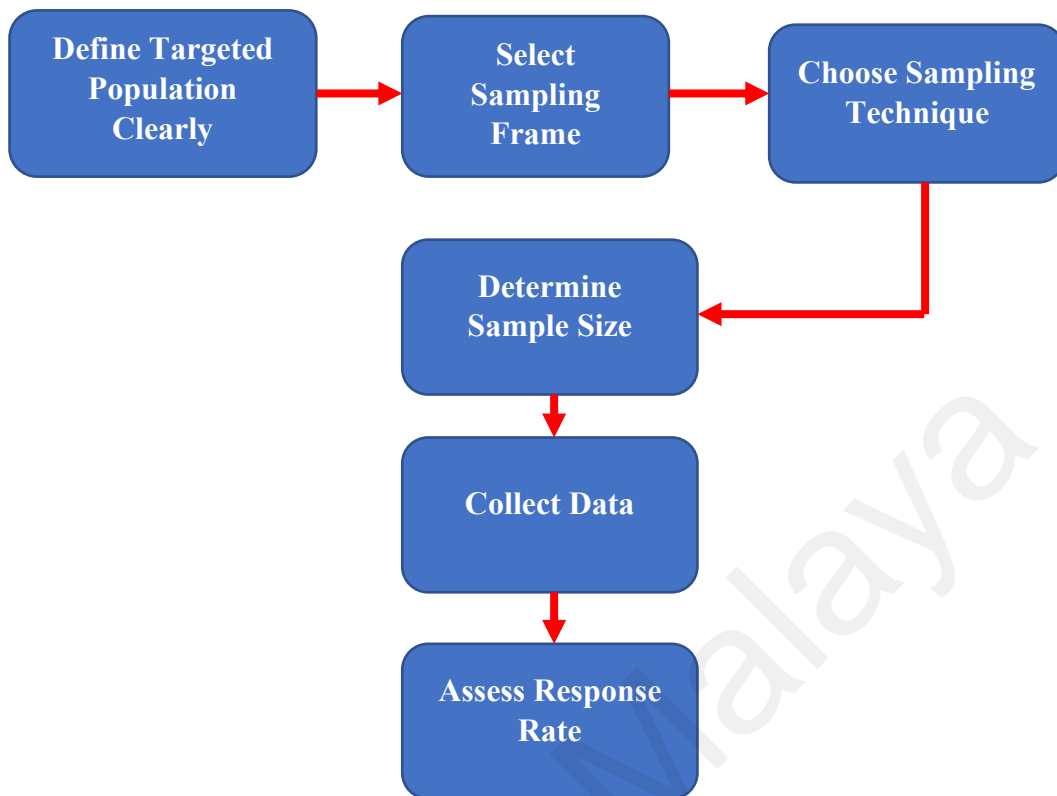 Define Targeted
Population
Clearly
Select
Sampling
Frame
Choose Sampling
Technique
Determine
Sample Size
Collect Data
Assess Response
Rate
Malaya